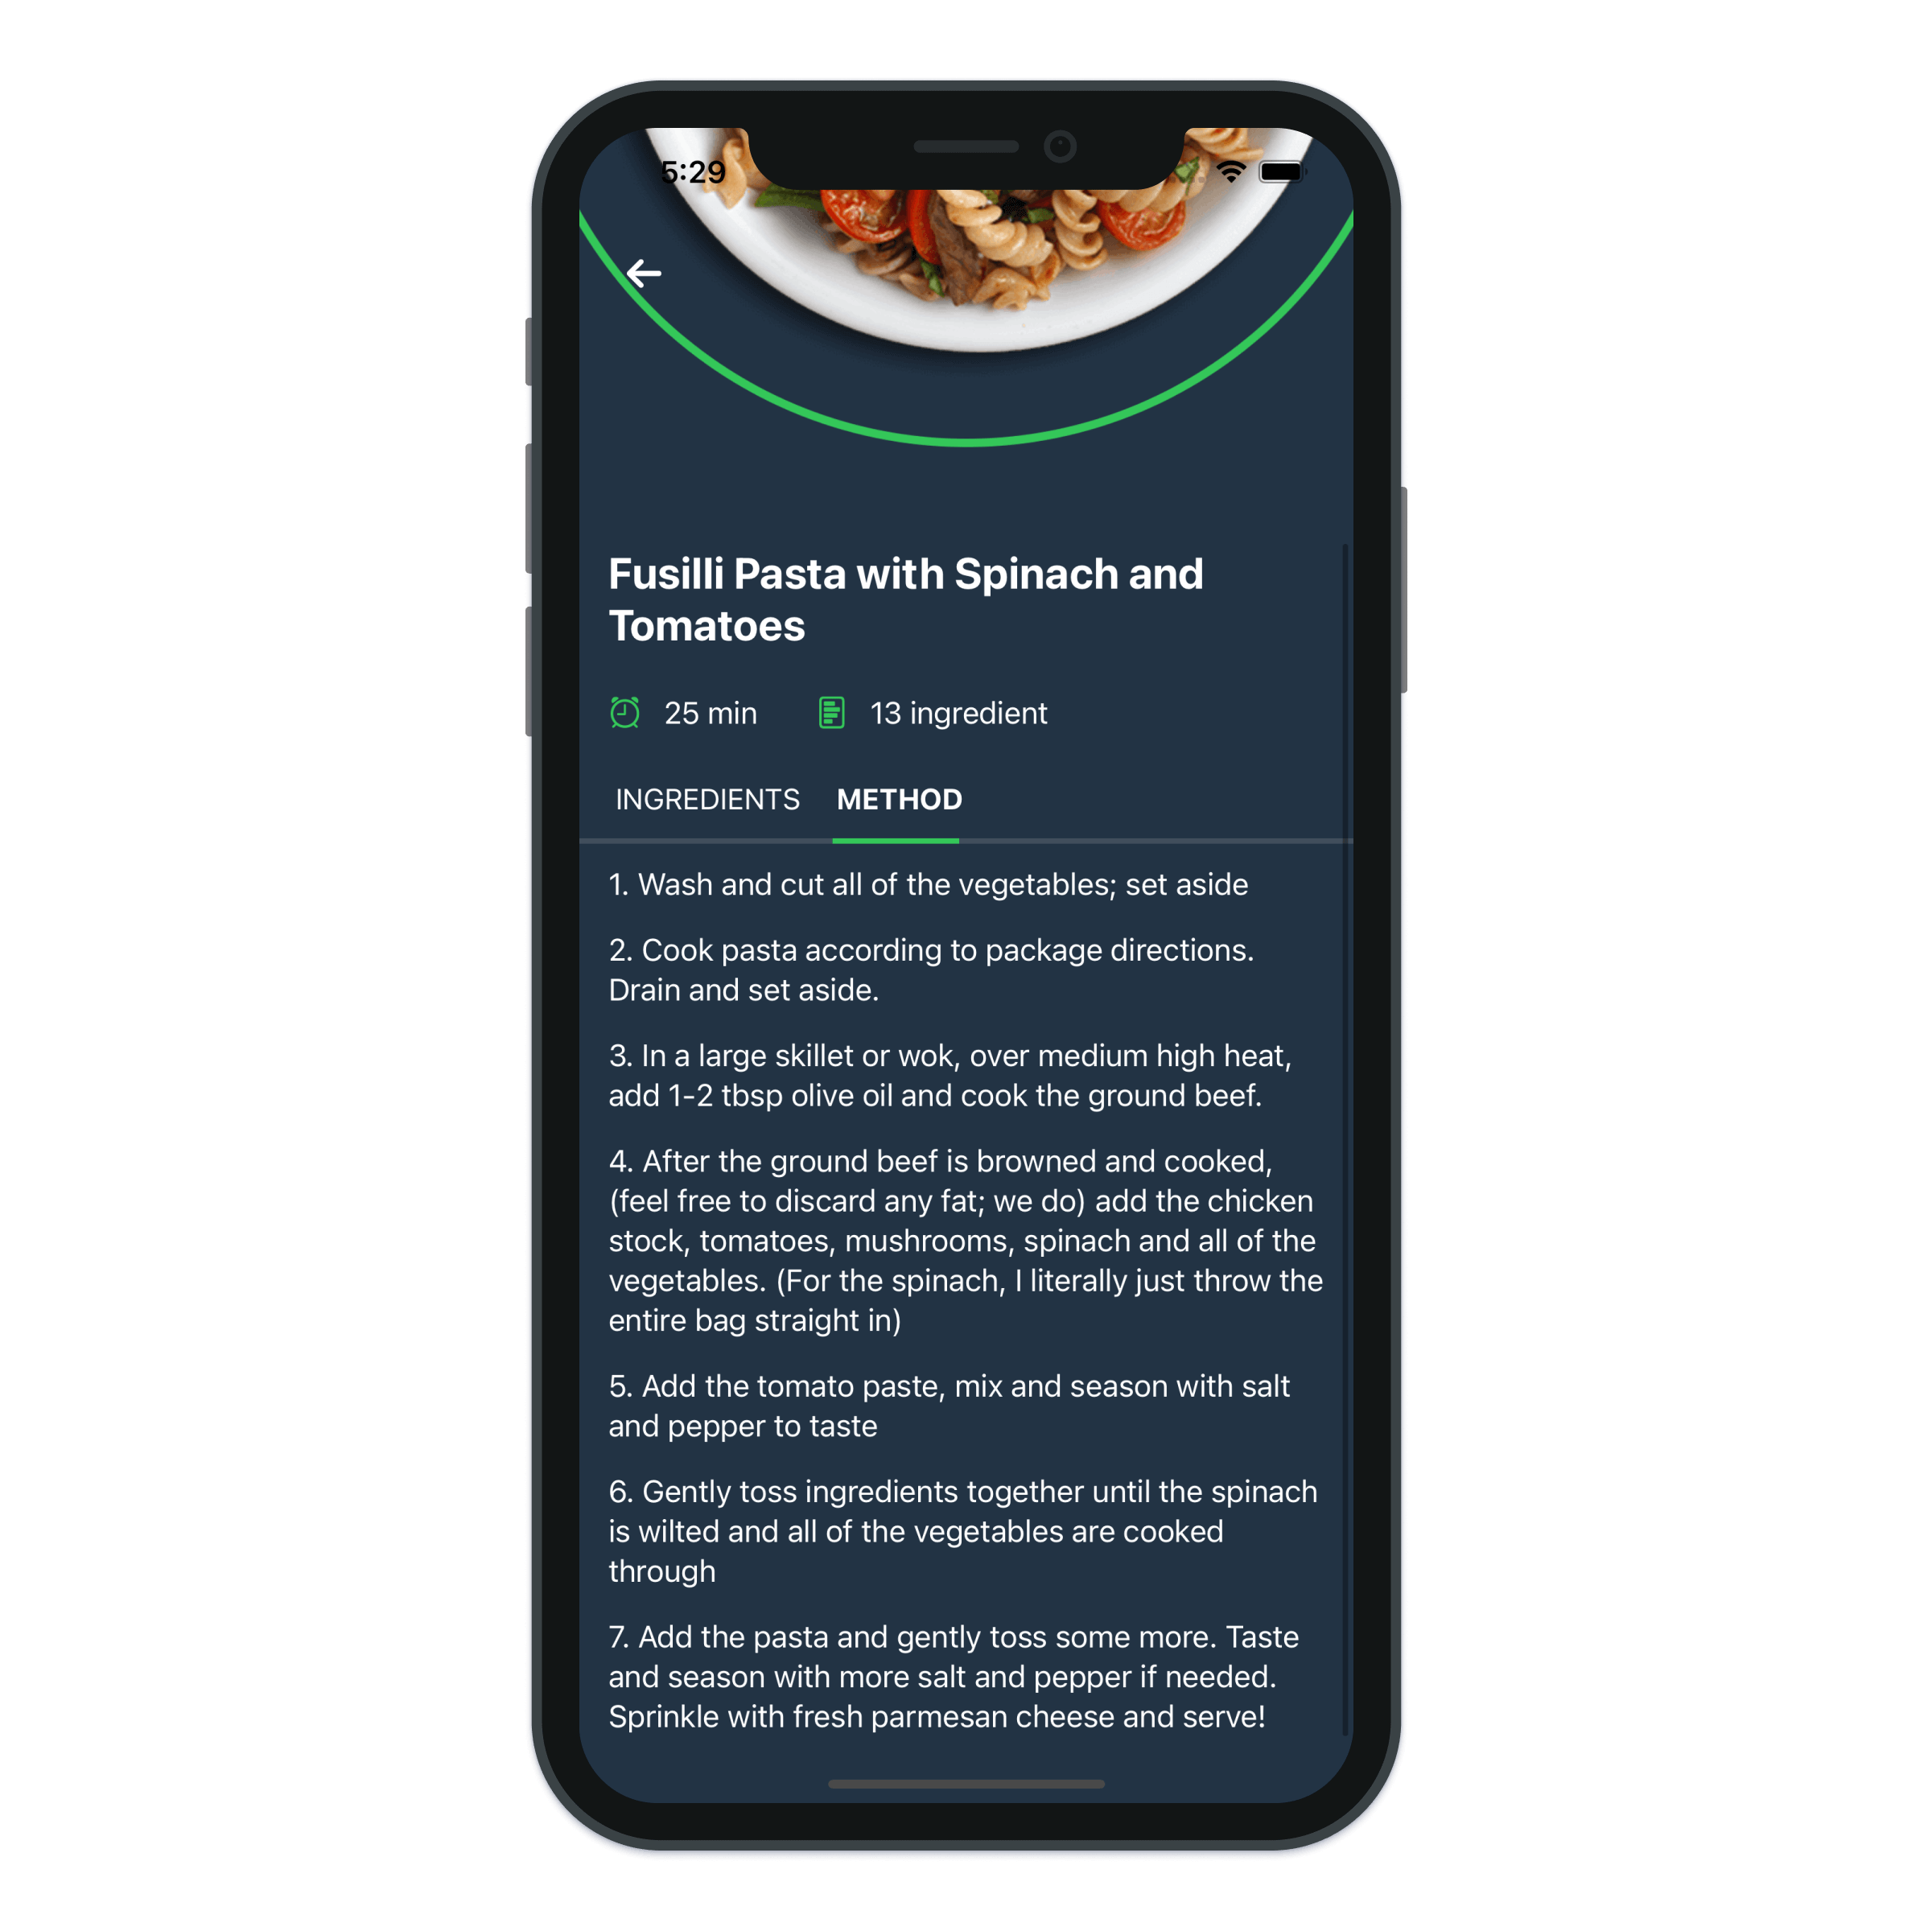 5:29
Fusilli Pasta with Spinach and
Tomatoes
25 min
13 ingredient
INGREDIENTS
METHOD
1. Wash and cut all of the vegetables; set aside
2. Cook pasta according to package directions.
Drain and set aside.
3. In a large skillet or wok, over medium high heat,
add 1-2 tbsp olive oil and cook the ground beef.
4. After the ground beef is browned and cooked,
(feel free to discard any fat; we do) add the chicken
stock, tomatoes, mushrooms, spinach and all of the
vegetables. (For the spinach, I literally just throw the
entire bag straight in)
5. Add the tomato paste, mix and season with salt
and pepper to taste
6. Gently toss ingredients together until the spinach
is wilted and all of the vegetables are cooked
through
7. Add the pasta and gently toss some more. Taste
and season with more salt and pepper if needed.
Sprinkle with fresh parmesan cheese and serve!